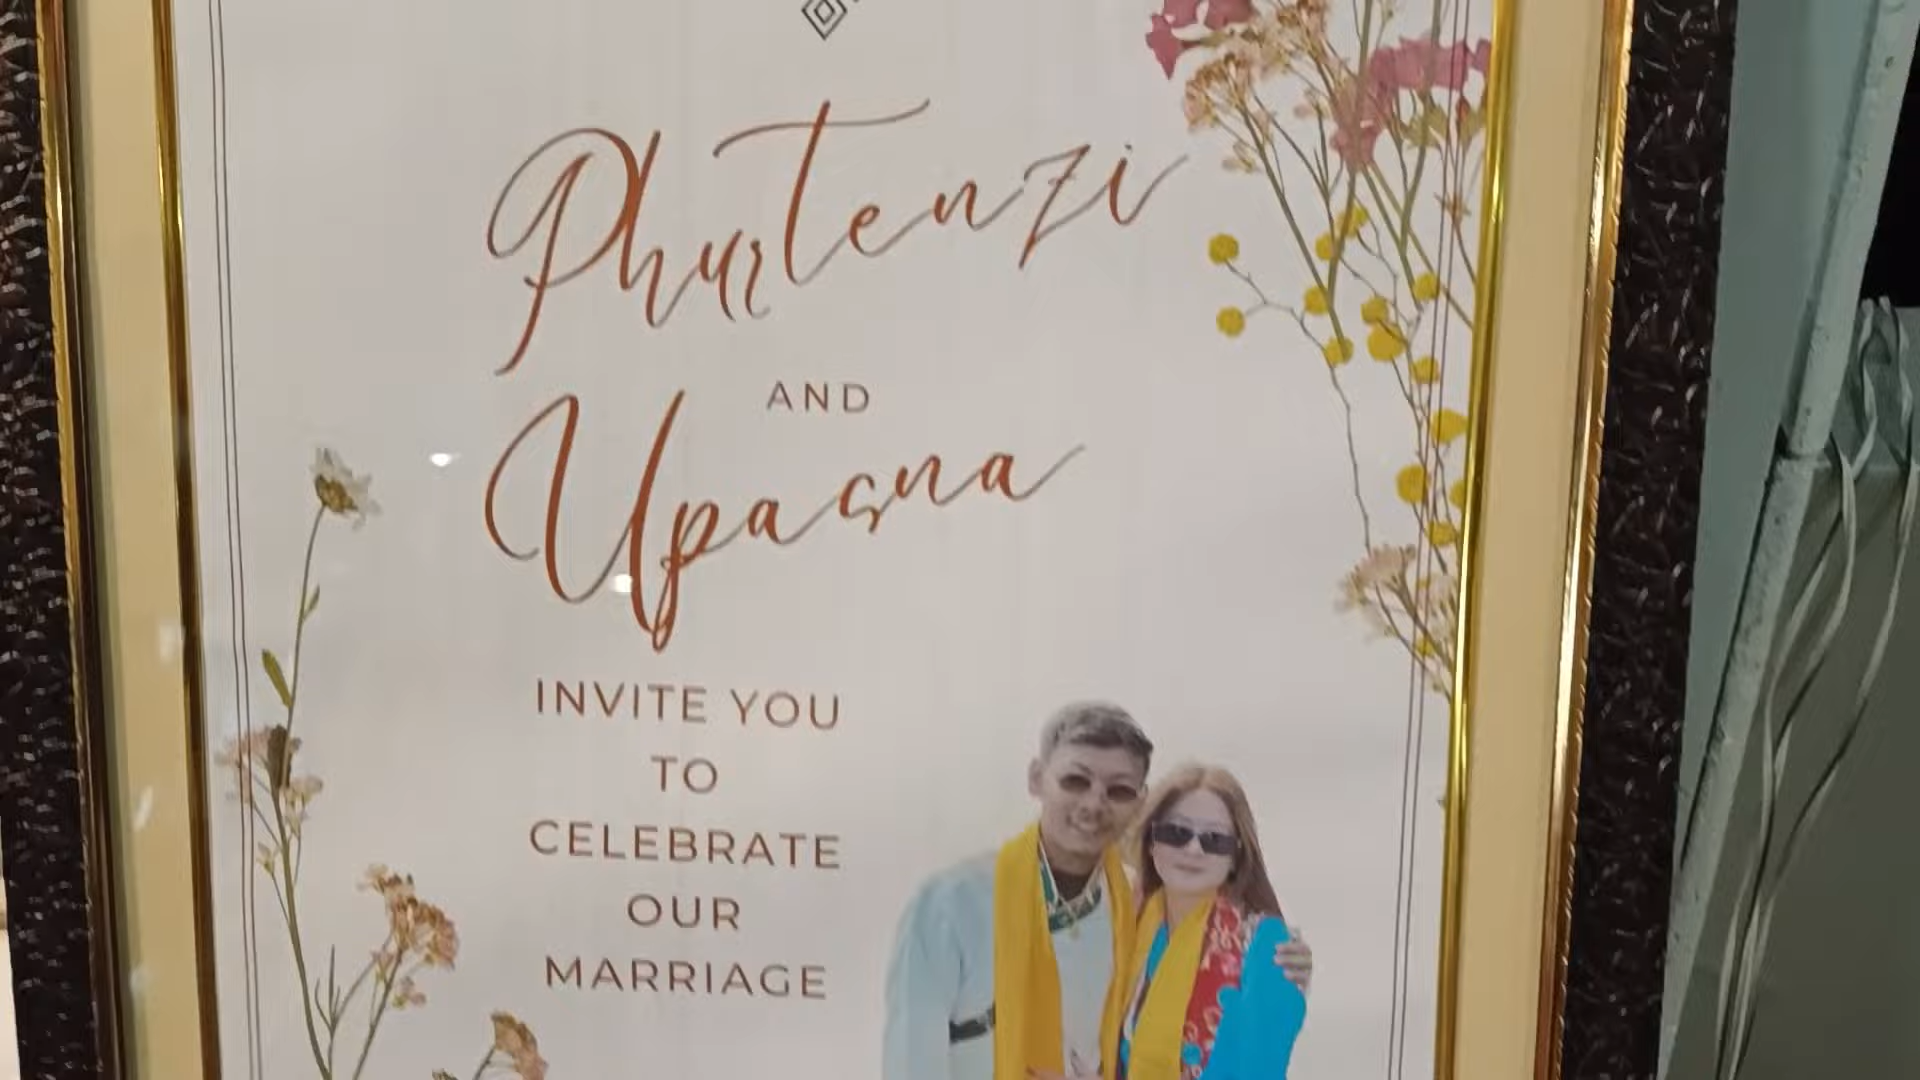 Phurtenzi
AND
Upasna
INVITE YOU
TO
CELEBRATE
OUR
MARRIAGE